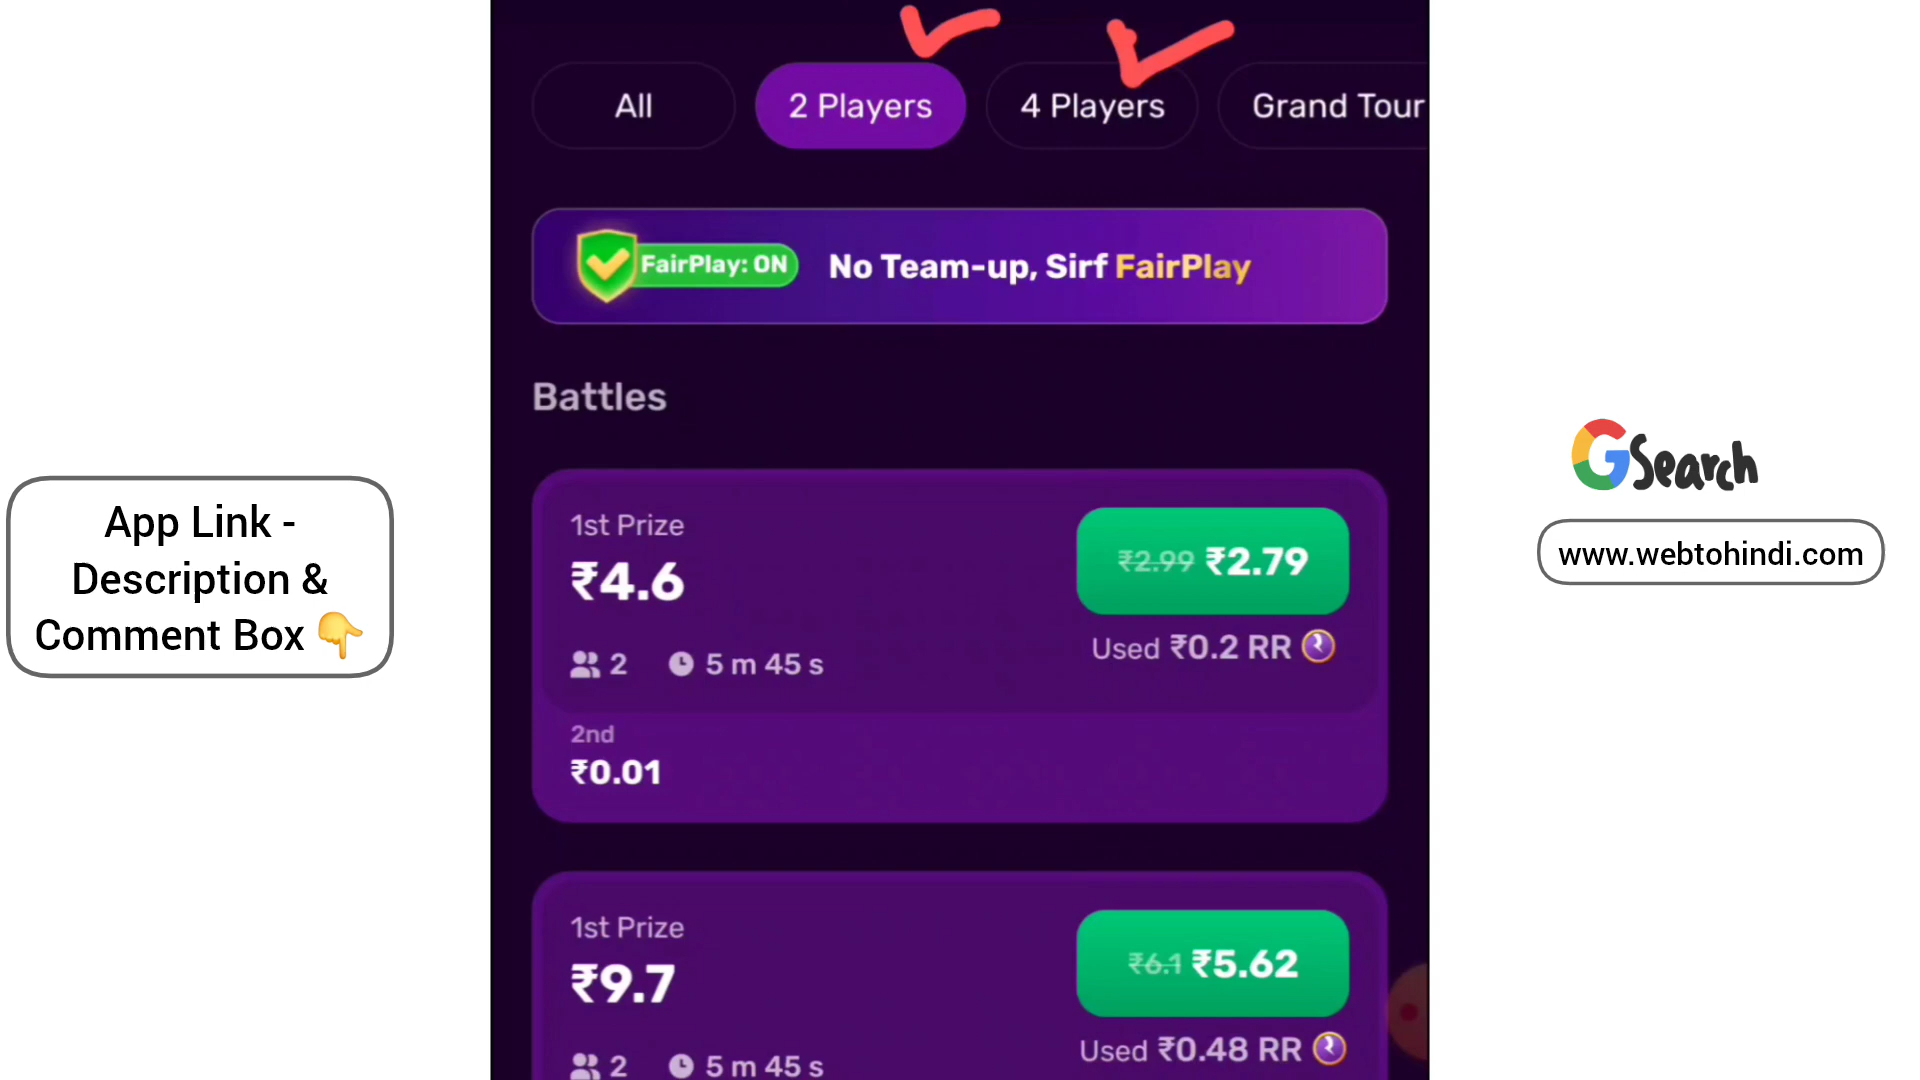 All
2 Players
4 Players
Grand Tour
FairPlay: ON
No Team-up, Sirf FairPlay
Battles
1st Prize
₹4.6
₹2.99 ₹2.79
2
5 m 45 s
Used ₹0.2 RR
2nd
₹0.01
1st Prize
₹9.7
₹6.1 ₹5.62
2
5 m 45 s
Used ₹0.48 RR
App Link -
Description &
Comment Box 👇
GSearch
www.webtohindi.com